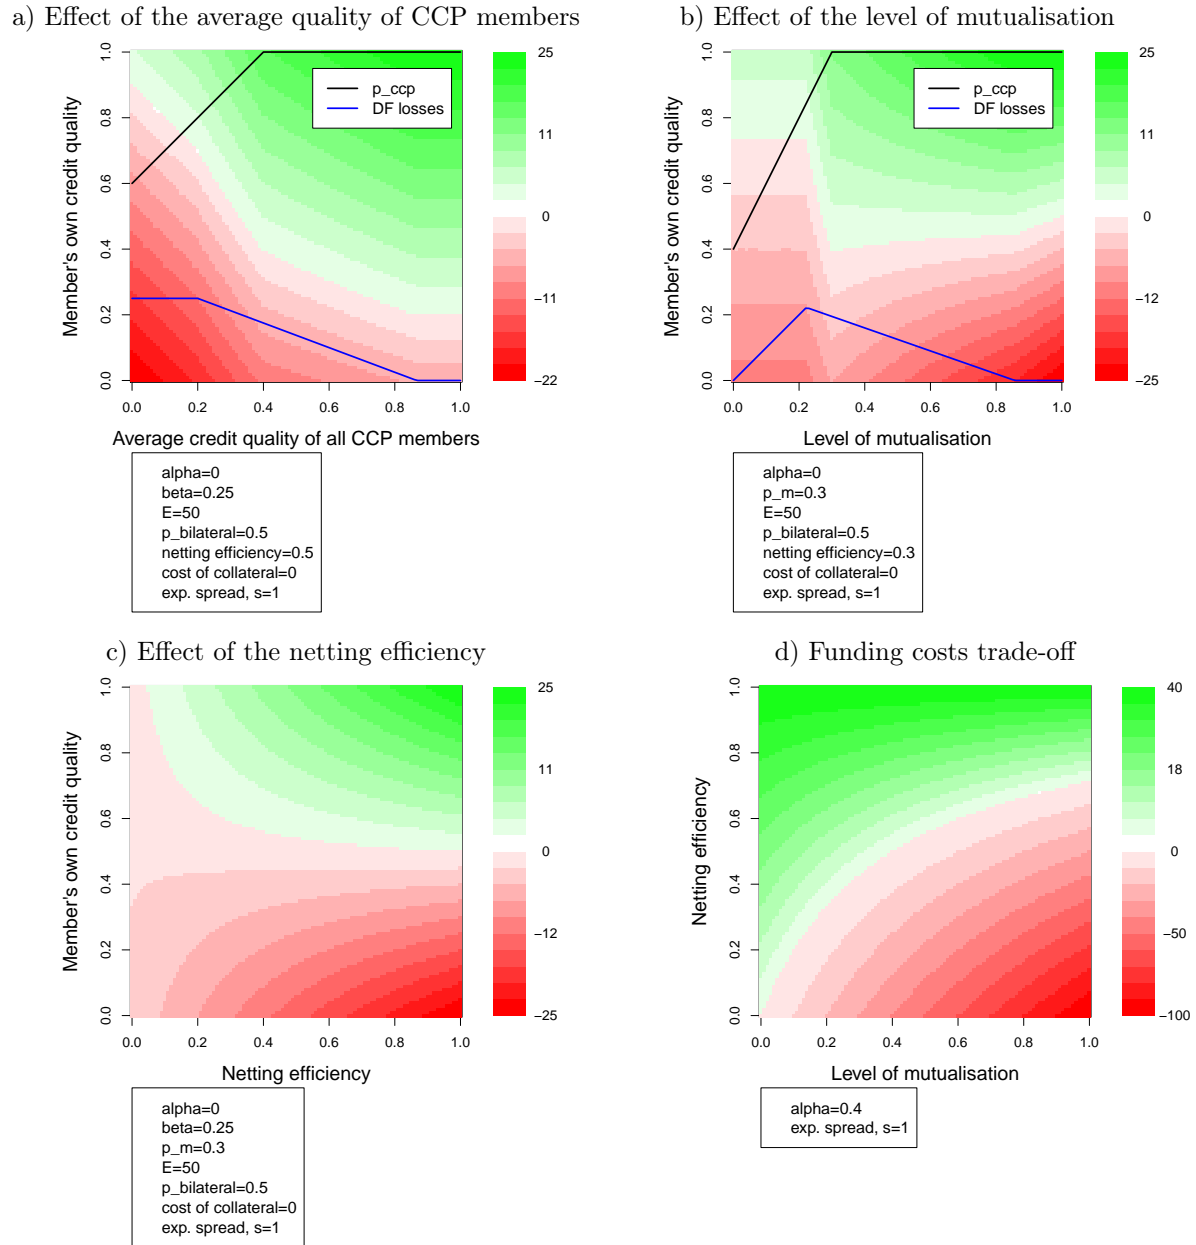 a) Effect of the average quality of CCP members
Member's own credit quality
1.0
0.8
0.6
0.4
0.2
0.0
p_ccp
DF losses
25
11
0
−11
−22
0.0 0.2 0.4 0.6 0.8 1.0
Average credit quality of all CCP members
alpha=0
beta=0.25
E=50
p_bilateral=0.5
netting efficiency=0.5
cost of collateral=0
exp. spread, s=1
b) Effect of the level of mutualisation
Member's own credit quality
1.0
0.8
0.6
0.4
0.2
0.0
p_ccp
DF losses
25
11
0
−12
−25
0.0 0.2 0.4 0.6 0.8 1.0
Level of mutualisation
alpha=0
p_m=0.3
E=50
p_bilateral=0.5
netting efficiency=0.3
cost of collateral=0
exp. spread, s=1
c) Effect of the netting efficiency
Member's own credit quality
1.0
0.8
0.6
0.4
0.2
0.0
25
11
0
−12
−25
0.0 0.2 0.4 0.6 0.8 1.0
Netting efficiency
alpha=0
beta=0.25
p_m=0.3
E=50
p_bilateral=0.5
cost of collateral=0
exp. spread, s=1
d) Funding costs trade-off
Netting efficiency
1.0
0.8
0.6
0.4
0.2
0.0
40
18
0
−50
−100
0.0 0.2 0.4 0.6 0.8 1.0
Level of mutualisation
alpha=0.4
exp. spread, s=1